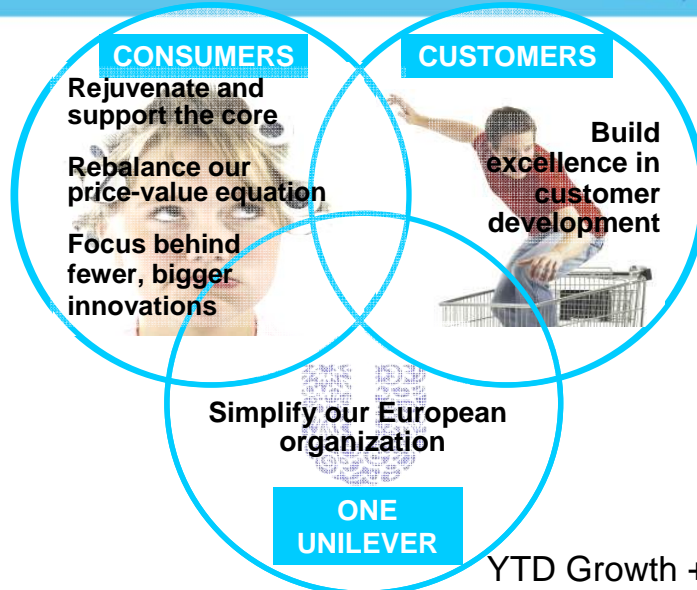 CONSUMERS
Rejuvenate and
support the core
Rebalance our
price-value equation
Focus behind
fewer, bigger
innovations
CUSTOMERS
Build
excellence in
customer
development
Simplify our European
organization
ONE
UNILEVER
YTD Growth +